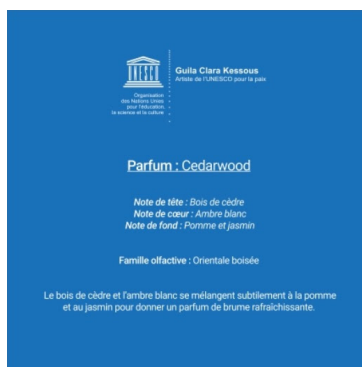 UNESCO
Organisation
des Nations Unies
pour l'éducation,
la science et la culture
Guila Clara Kessous
Artiste de l'UNESCO pour la paix
Parfum : Cedarwood
Note de tête : Bois de cèdre
Note de cœur : Ambre blanc
Note de fond : Pomme et jasmin
Famille olfactive : Orientale boisée
Le bois de cèdre et l'ambre blanc se mélangent subtilement à la pomme
et au jasmin pour donner un parfum de brume rafraîchissante.